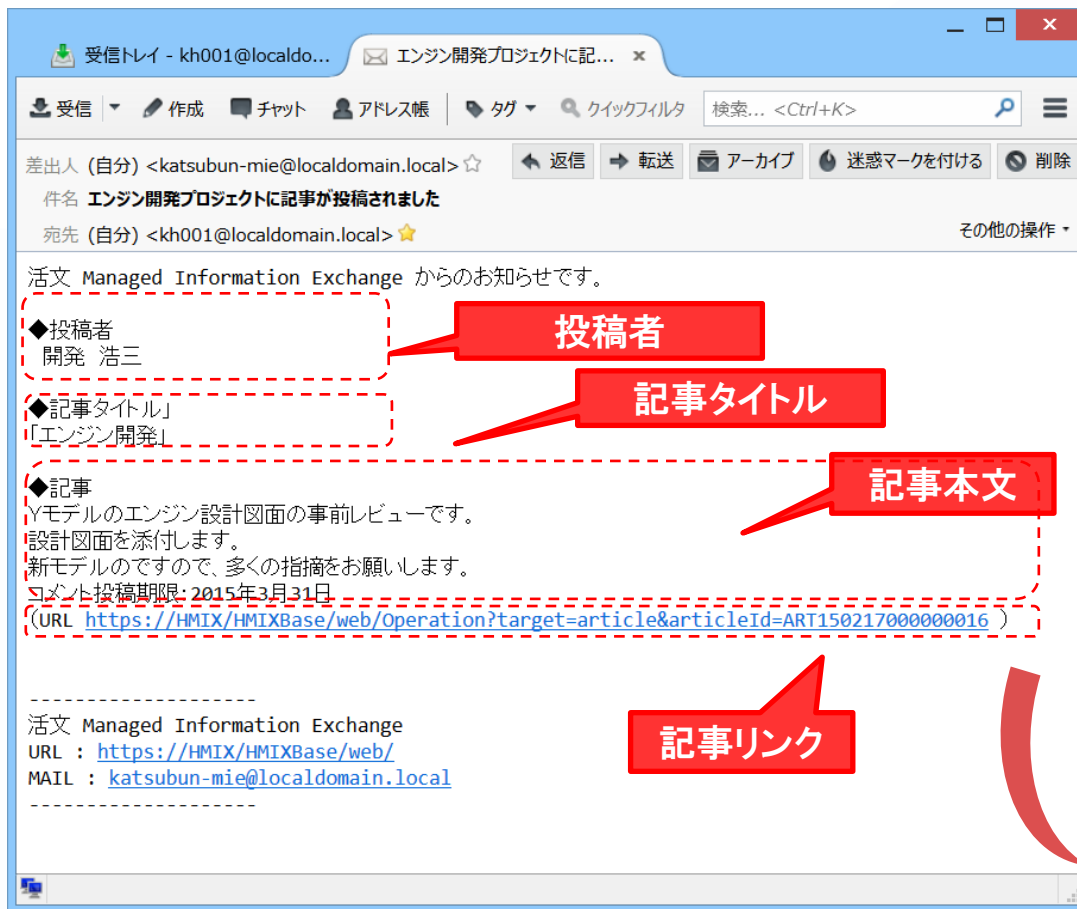 受信トレイ - kh001@localdo...
エンジン開発プロジェクトに記... ×
受信 作成 チャット アドレス帳 タグ クイックフィルタ 検索... <Ctrl+K>
差出人 (自分) <katsubun-mie@localdomain.local> 返信 転送 アーカイブ 迷惑マークを付ける 削除
件名 エンジン開発プロジェクトに記事が投稿されました
宛先 (自分) <kh001@localdomain.local> その他の操作
活文 Managed Information Exchange からのお知らせです。
◆投稿者
開発 浩三
投稿者
◆記事タイトル」
「エンジン開発」
記事タイトル
◆記事
Yモデルのエンジン設計図面の事前レビューです。
設計図面を添付します。
新モデルのですので、多くの指摘をお願いします。
コメント投稿期限:2015年3月31日
記事本文
(URL https://HMIX/HMIXBase/web/Operation?target=article&articleId=ART150217000000016 )
記事リンク
-------------------
活文 Managed Information Exchange
URL : https://HMIX/HMIXBase/web/
MAIL : katsubun-mie@localdomain.local
-------------------